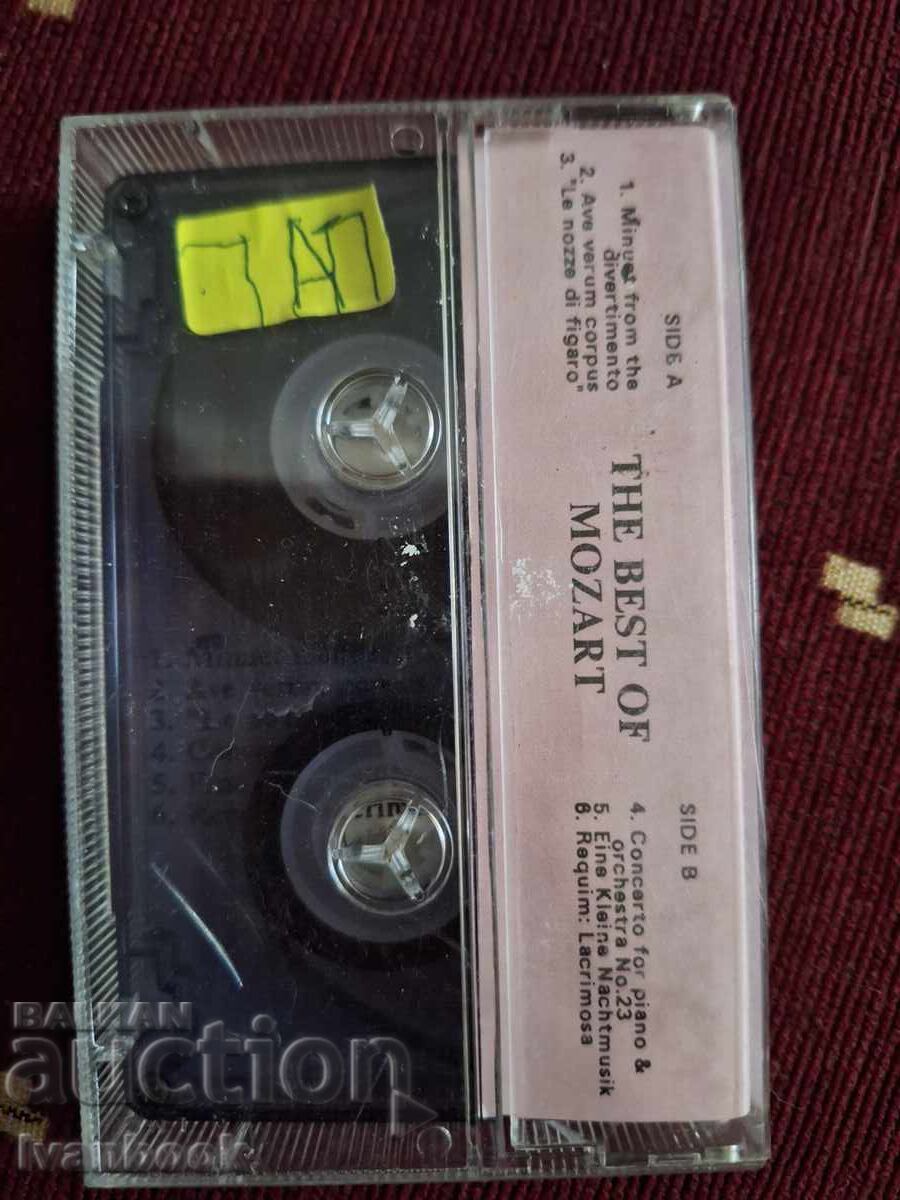 SIDE A
1. Minuet from the
divertimento
2. Ave verum corpus
3. "Le nozze di figaro"
THE BEST OF
MOZART
SIDE B
4. Concerto for piano &
orchestra No.23
5. Eine Kleine Nachtmusik
6. Requim: Lacrimosa
BALKAN
auction
Ivanbook